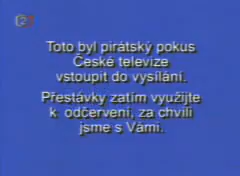 Toto byl pirátský pokus
České televize
vstoupit do vysílání.
Přestávky zatím využijte
k odčervení, za chvíli
jsme s Vámi.